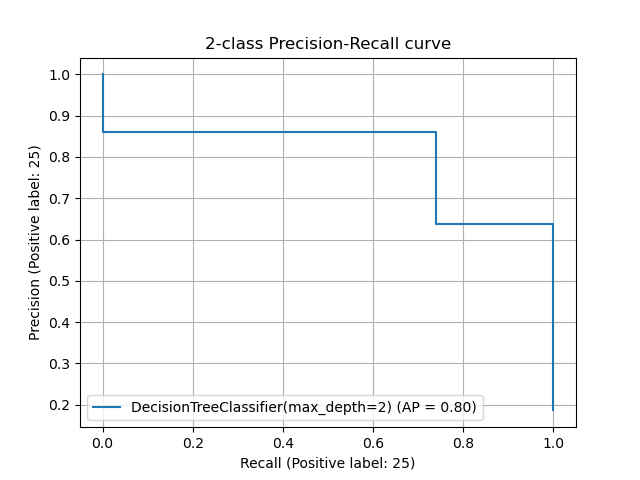 2-class Precision-Recall curve
1.0
0.9
0.8
0.7
0.6
0.5
0.4
0.3
0.2
Precision (Positive label: 25)
DecisionTreeClassifier(max_depth=2) (AP = 0.80)
0.0 0.2 0.4 0.6 0.8 1.0
Recall (Positive label: 25)